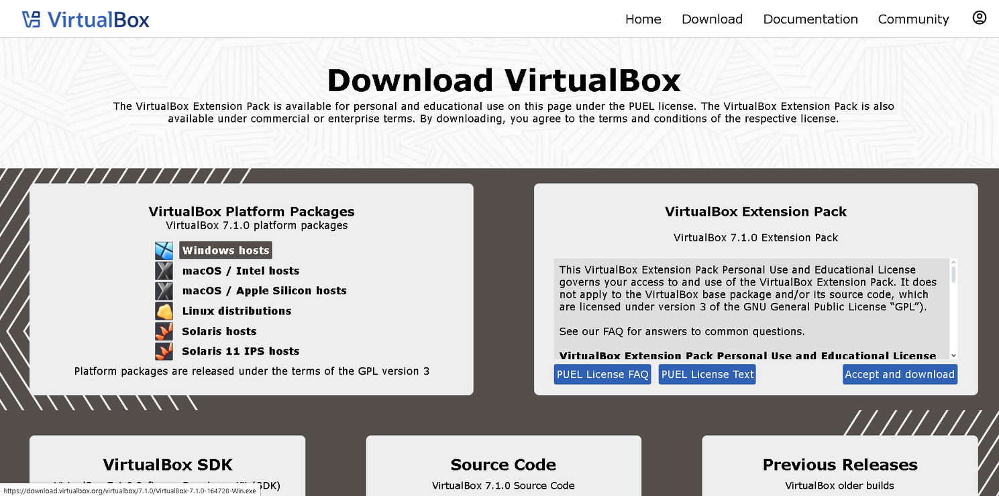 VirtualBox
Home Download Documentation Community
Download VirtualBox
The VirtualBox Extension Pack is available for personal and educational use on this page under the PUEL license. The VirtualBox Extension Pack is also
available under commercial or enterprise terms. By downloading, you agree to the terms and conditions of the respective license.
VirtualBox Platform Packages
VirtualBox 7.1.0 platform packages
Windows hosts
macOS / Intel hosts
macOS / Apple Silicon hosts
Linux distributions
Solaris hosts
Solaris 11 IPS hosts
Platform packages are released under the terms of the GPL version 3
VirtualBox Extension Pack
VirtualBox 7.1.0 Extension Pack
This VirtualBox Extension Pack Personal Use and Educational License
governs your access to and use of the VirtualBox Extension Pack. It does
not apply to the VirtualBox base package and/or its source code, which
are licensed under version 3 of the GNU General Public License “GPL”).
See our FAQ for answers to common questions.
VirtualBox Extension Pack Personal Use and Educational License
PUEL License FAQ PUEL License Text Accept and download
VirtualBox SDK
(SDK)
Source Code
VirtualBox 7.1.0 Source Code
Previous Releases
VirtualBox older builds
https://download.virtualbox.org/virtualbox/7.1.0/VirtualBox-7.1.0-164728-Win.exe